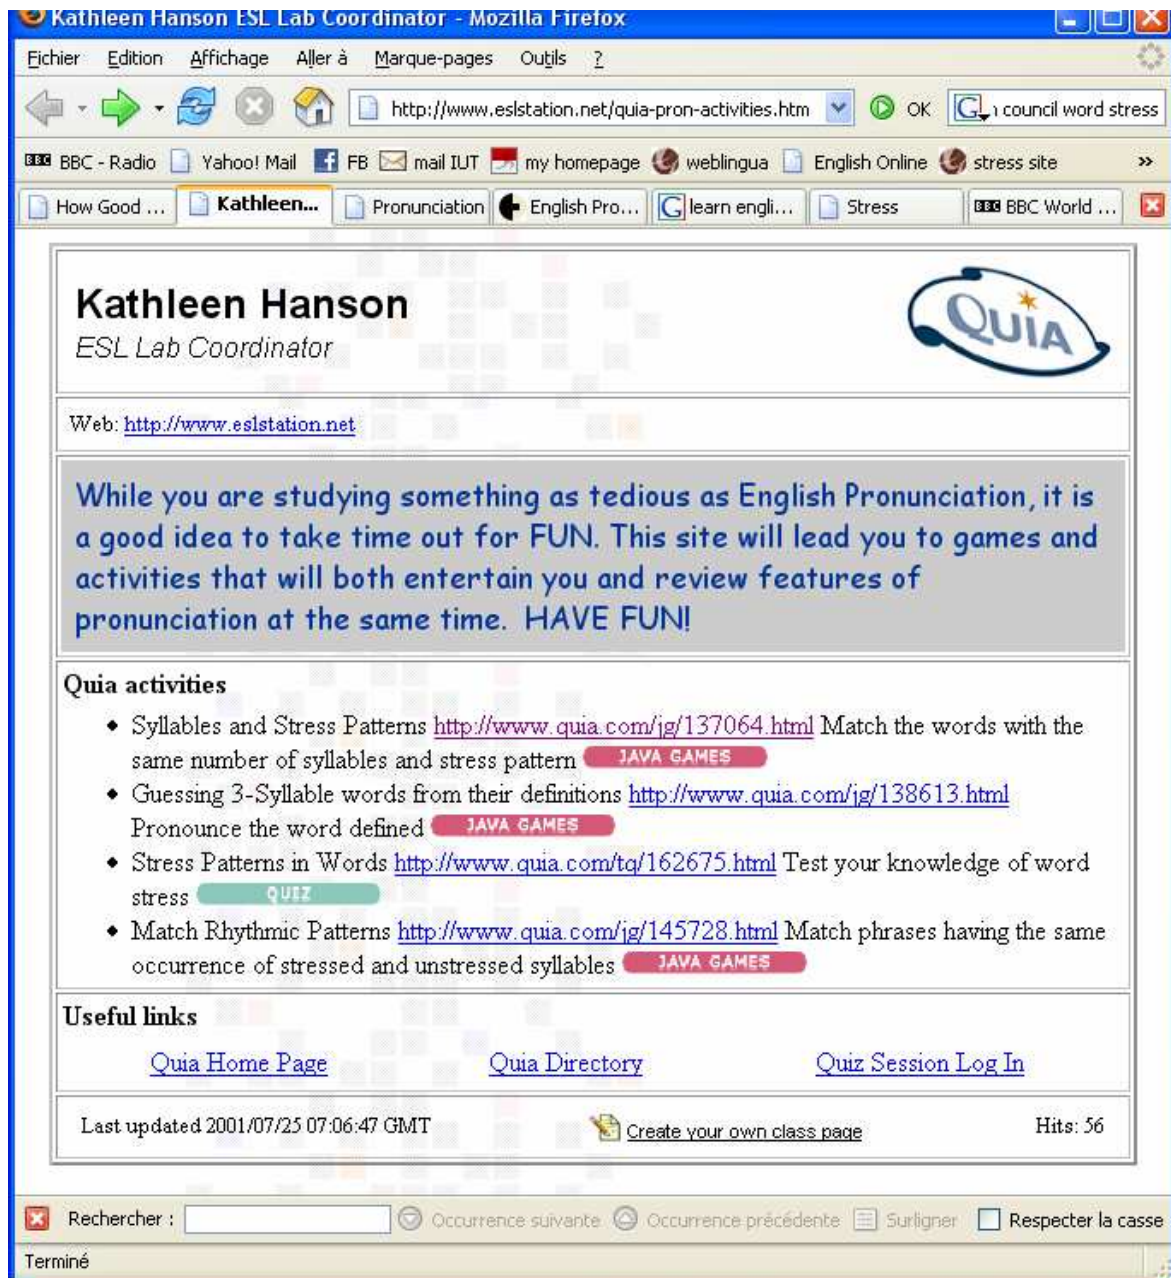 Kathleen Hanson ESL Lab Coordinator - Mozilla Firefox
Fichier Edition Affichage Aller à Marque-pages Outils ?
http://www.eslstation.net/quia-pron-activities.htm OK council word stress
BBC - Radio Yahoo! Mail FB mail IUT my homepage weblingua English Online stress site »
How Good ... Kathleen... Pronunciation English Pro... learn engli... Stress BBC World ...
Kathleen Hanson
ESL Lab Coordinator
QUIA
Web: http://www.eslstation.net
While you are studying something as tedious as English Pronunciation, it is
a good idea to take time out for FUN. This site will lead you to games and
activities that will both entertain you and review features of
pronunciation at the same time. HAVE FUN!
Quia activities
• Syllables and Stress Patterns http://www.quia.com/jg/137064.html Match the words with the
same number of syllables and stress pattern JAVA GAMES
• Guessing 3-Syllable words from their definitions http://www.quia.com/jg/138613.html
Pronounce the word defined JAVA GAMES
• Stress Patterns in Words http://www.quia.com/tq/162675.html Test your knowledge of word
stress QUIZ
• Match Rhythmic Patterns http://www.quia.com/jg/145728.html Match phrases having the same
occurrence of stressed and unstressed syllables JAVA GAMES
Useful links
Quia Home Page Quia Directory Quiz Session Log In
Last updated 2001/07/25 07:06:47 GMT Create your own class page Hits: 56
Rechercher : Occurrence suivante Occurrence précédente Surligner Respecter la casse
Terminé